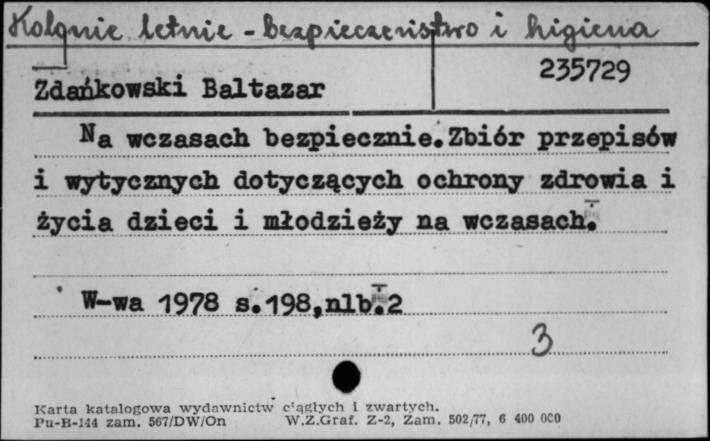 Kolonie letnie - bezpieczeństwo i higiena
235729
Zdańkowski Baltazar
Na wczasach bezpiecznie. Zbiór przepisów
i wytycznych dotyczących ochrony zdrowia i
życia dzieci i młodzieży na wczasach.
W-wa 1978 s.198,nlb.2
3
Karta katalogowa wydawnictw ciągłych i zwartych.
Pu-B-144 zam. 567/DW/On W.Z.Graf. Z-2, Zam. 502/77, 6 400 000